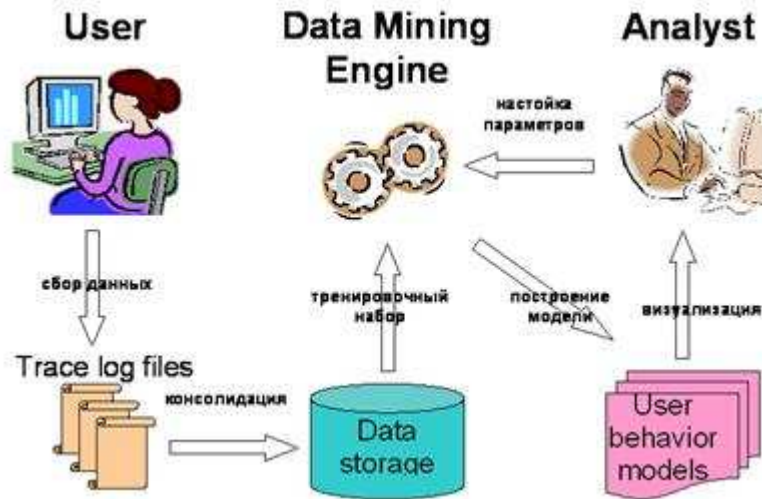 User
Data Mining
Engine
Analyst
настойка
параметров
сбор данных
тренировочный
набор
построение
модели
визуализация
Trace log files
консолидация
Data
storage
User
behavior
models